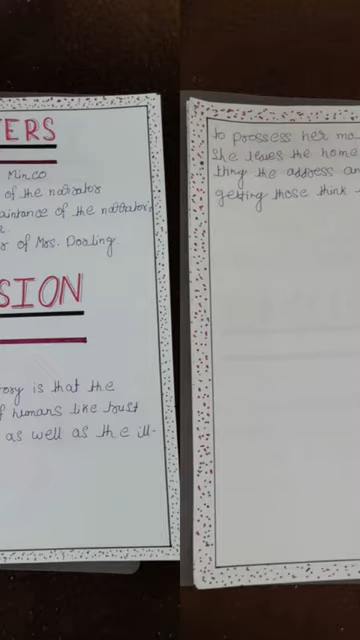 TERS
Minco
of the narrator
aintance of the narrator's
r of Mrs. Dorling
SION
ory is that the
f humans like trust
as well as the ill-
to prossess her mo
she leves the home
thing the address an
getting those think